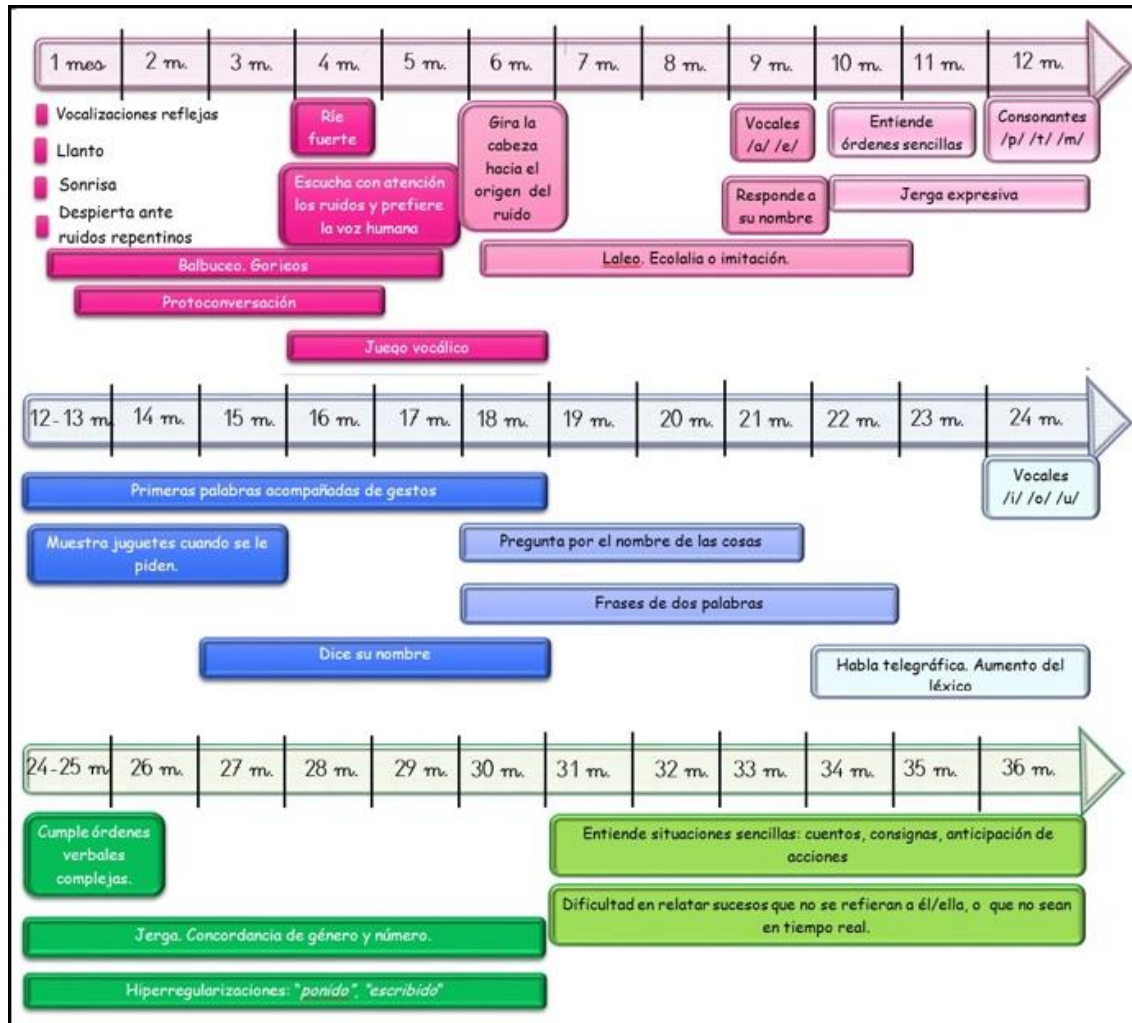 1 mes 2 m. 3 m. 4 m. 5 m. 6 m. 7 m. 8 m. 9 m. 10 m. 11 m. 12 m.
Vocalizaciones reflejas
Llanto
Sonrisa
Despierta ante
ruidos repentinos
Ríe
fuerte
Escucha con atención
los ruidos y prefiere
la voz humana
Gira la
cabeza
hacia el
origen del
ruido
Vocales
/a/ /e/
Responde a
su nombre
Entiende
órdenes sencillas
Consonantes
/p/ /t/ /m/
Jerga expresiva
Balbuceo. Gorjeos
Laleo. Ecolalia o imitación.
Protoconversación
Juego vocálico
12-13 m 14 m. 15 m. 16 m. 17 m. 18 m. 19 m. 20 m. 21 m. 22 m. 23 m. 24 m.
Vocales
/i/ /o/ /u/
Primeras palabras acompañadas de gestos
Muestra juguetes cuando se le
piden.
Pregunta por el nombre de las cosas
Frases de dos palabras
Dice su nombre
Habla telegráfica. Aumento del
léxico
24-25 m 26 m. 27 m. 28 m. 29 m. 30 m. 31 m. 32 m. 33 m. 34 m. 35 m. 36 m.
Cumple órdenes
verbales
complejas.
Entiende situaciones sencillas: cuentos, consignas, anticipación de
acciones
Dificultad en relatar sucesos que no se refieran a él/ella, o que no sean
en tiempo real.
Jerga. Concordancia de género y número.
Hiperregularizaciones: "ponido", "escribido"